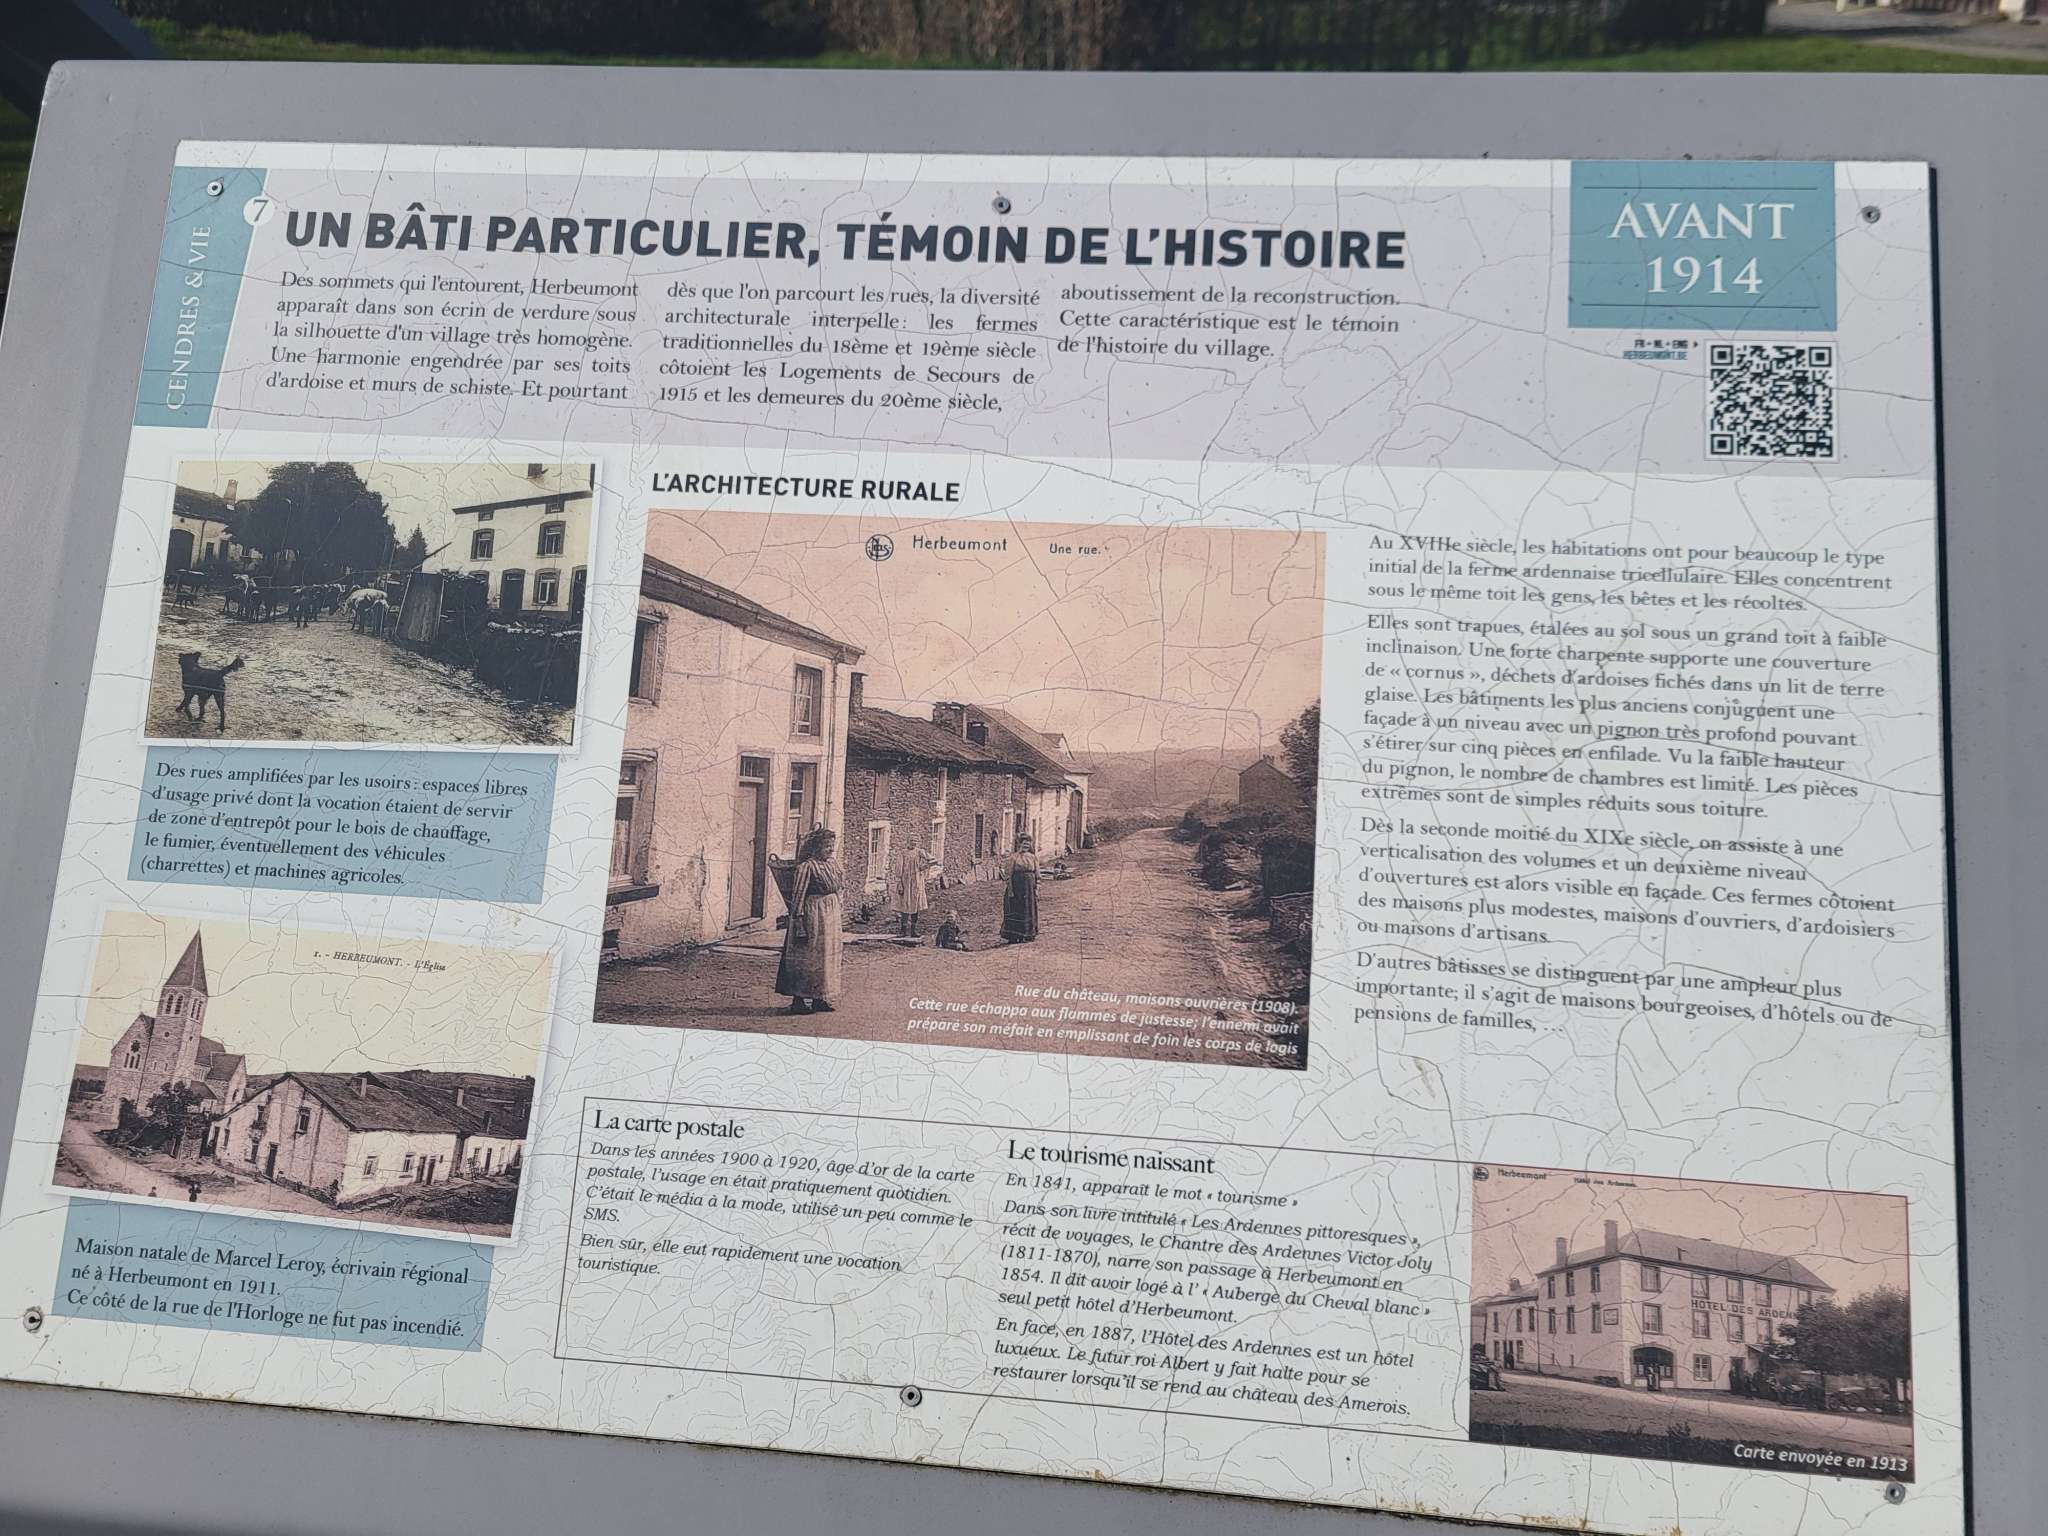 CENDRES & VIE
7
UN BÂTI PARTICULIER, TÉMOIN DE L'HISTOIRE
Des sommets qui l'entourent, Herbeumont
apparaît dans son écrin de verdure sous
la silhouette d'un village très homogène.
Une harmonie engendrée par ses toits
d'ardoise et murs de schiste. Et pourtant
dès que l'on parcourt les rues, la diversité
architecturale interpelle : les fermes
traditionnelles du 18ème et 19ème siècle
côtoient les Logements de Secours de
1915 et les demeures du 20ème siècle,
aboutissement de la reconstruction.
Cette caractéristique est le témoin
de l'histoire du village.
AVANT
1914
FR • NL • ENG
HERBEUMONT.BE
Des rues amplifiées par les usoirs : espaces libres
d'usage privé dont la vocation étaient de servir
de zone d'entrepôt pour le bois de chauffage,
le fumier, éventuellement des véhicules
(charrettes) et machines agricoles.
1. - HERBEUMONT. - L'Église
Maison natale de Marcel Leroy, écrivain régional
né à Herbeumont en 1911.
Ce côté de la rue de l'Horloge ne fut pas incendié.
L'ARCHITECTURE RURALE
Nels Herbeumont Une rue.
Rue du château, maisons ouvrières (1908).
Cette rue échappa aux flammes de justesse; l'ennemi avait
préparé son méfait en emplissant de foin les corps de logis
Au XVIIIe siècle, les habitations ont pour beaucoup le type
initial de la ferme ardennaise tricellulaire. Elles concentrent
sous le même toit les gens, les bêtes et les récoltes.
Elles sont trapues, étalées au sol sous un grand toit à faible
inclinaison. Une forte charpente supporte une couverture
de « cornus », déchets d'ardoises fichés dans un lit de terre
glaise. Les bâtiments les plus anciens conjuguent une
façade à un niveau avec un pignon très profond pouvant
s'étirer sur cinq pièces en enfilade. Vu la faible hauteur
du pignon, le nombre de chambres est limité. Les pièces
extrêmes sont de simples réduits sous toiture.
Dès la seconde moitié du XIXe siècle, on assiste à une
verticalisation des volumes et un deuxième niveau
d'ouvertures est alors visible en façade. Ces fermes côtoient
des maisons plus modestes, maisons d'ouvriers, d'ardoisiers
ou maisons d'artisans.
D'autres bâtisses se distinguent par une ampleur plus
importante; il s'agit de maisons bourgeoises, d'hôtels ou de
pensions de familles, …
La carte postale
Dans les années 1900 à 1920, âge d'or de la carte
postale, l'usage en était pratiquement quotidien.
C'était le média à la mode, utilisé un peu comme le
SMS.
Bien sûr, elle eut rapidement une vocation
touristique.
Le tourisme naissant
En 1841, apparaît le mot « tourisme »
Dans son livre intitulé « Les Ardennes pittoresques »,
récit de voyages, le Chantre des Ardennes Victor Joly
(1811-1870), narre son passage à Herbeumont en
1854. Il dit avoir logé à l' « Auberge du Cheval blanc »
seul petit hôtel d'Herbeumont.
En face, en 1887, l'Hôtel des Ardennes est un hôtel
luxueux. Le futur roi Albert y fait halte pour se
restaurer lorsqu'il se rend au château des Amerois.
Herbeumont Hôtel des Ardennes
HOTEL DES ARDEN
Carte envoyée en 1913